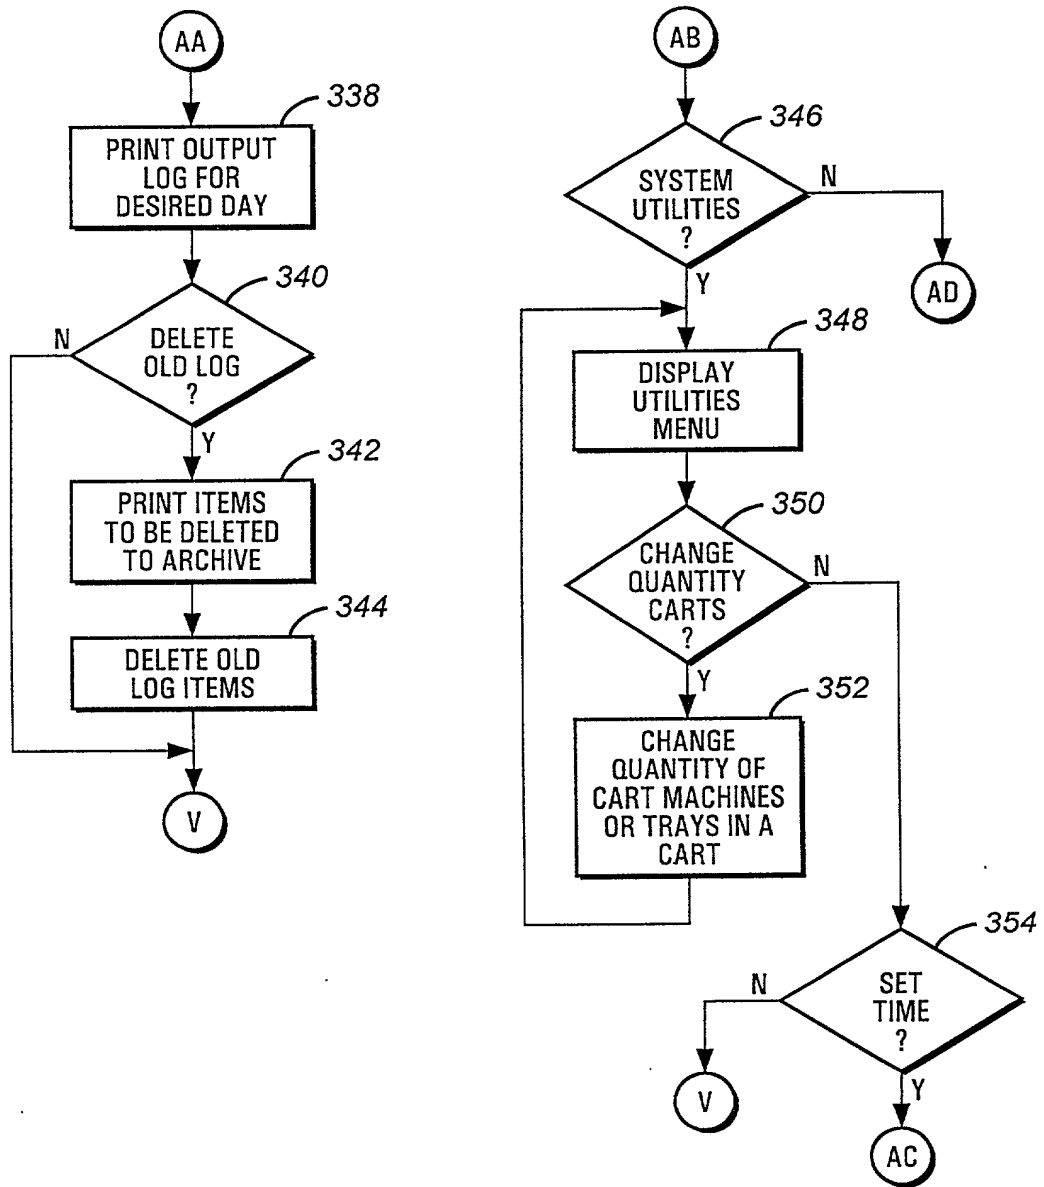 AA
338
PRINT OUTPUT
LOG FOR
DESIRED DAY
340
N
DELETE
OLD LOG
?
Y
342
PRINT ITEMS
TO BE DELETED
TO ARCHIVE
344
DELETE OLD
LOG ITEMS
V
AB
346
SYSTEM
UTILITIES
?
N
AD
Y
348
DISPLAY
UTILITIES
MENU
350
CHANGE
QUANTITY
CARTS
?
N
Y
352
CHANGE
QUANTITY OF
CART MACHINES
OR TRAYS IN A
CART
354
SET
TIME
?
N
V
Y
AC